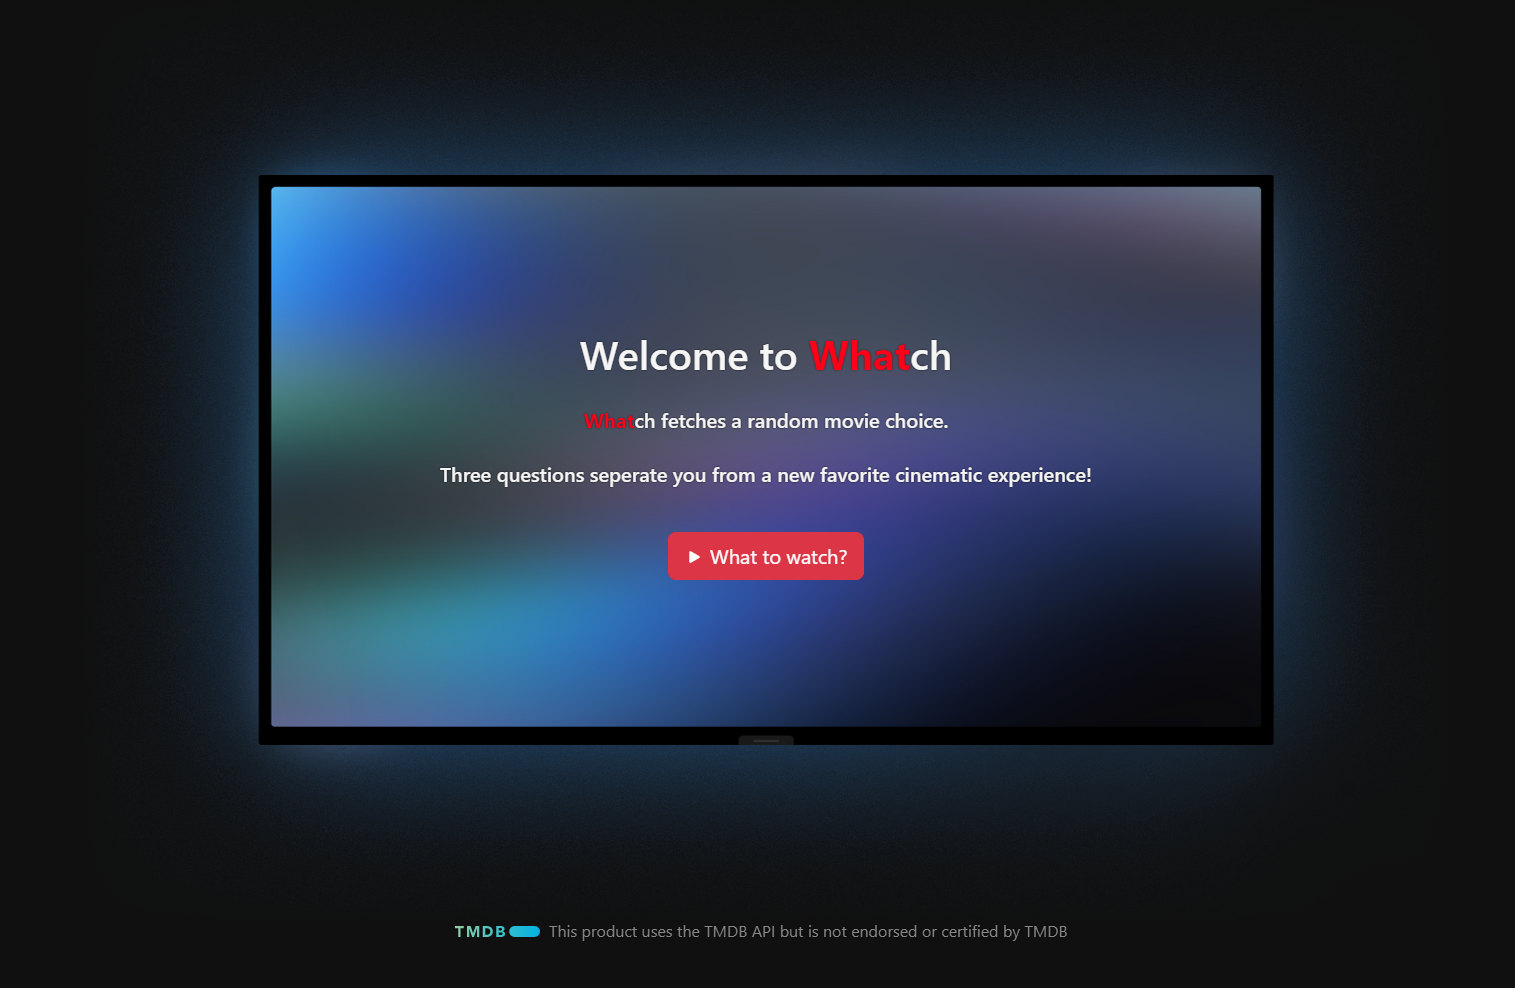 Welcome to Whatch
Whatch fetches a random movie choice.
Three questions seperate you from a new favorite cinematic experience!
What to watch?
TMDB This product uses the TMDB API but is not endorsed or certified by TMDB